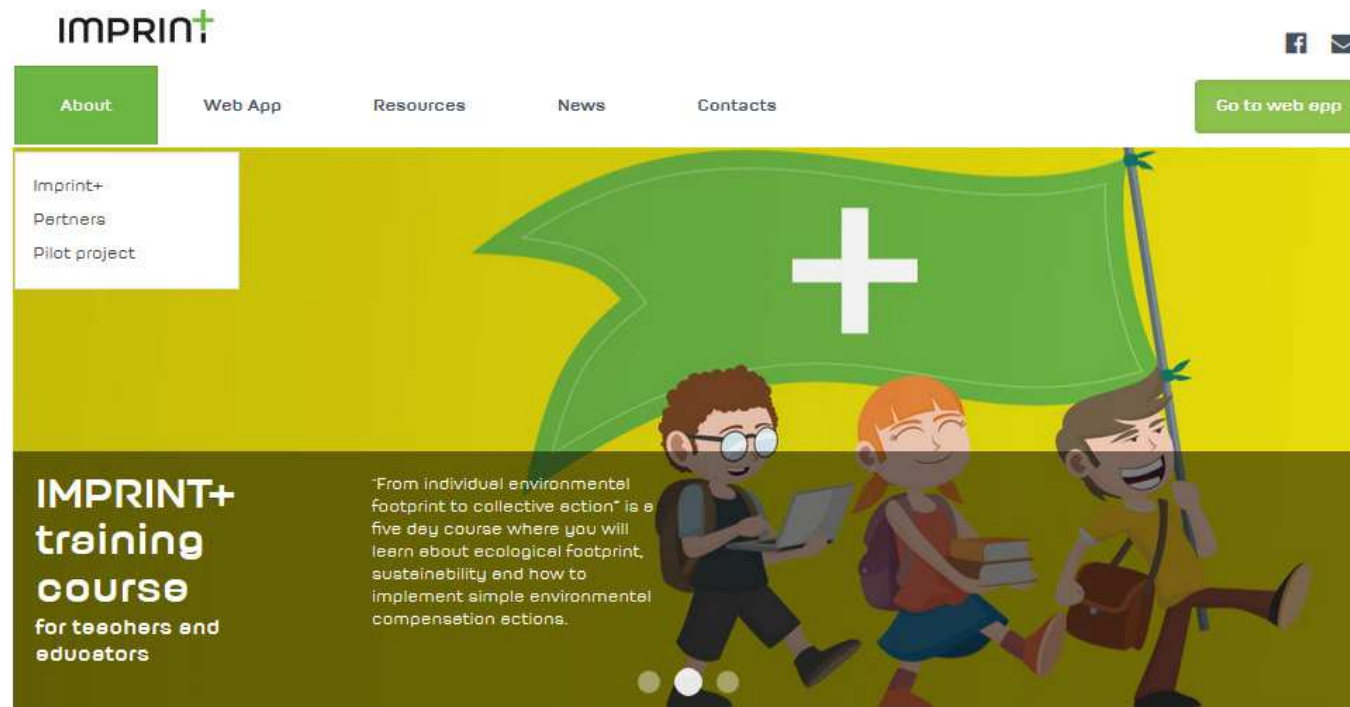 IMPRINT+
About Web App Resources News Contacts Go to web app
Imprint+
Partners
Pilot project
IMPRINT+
training
course
for teachers and
educators
"From individual environmental
footprint to collective action" is a
five day course where you will
learn about ecological footprint,
sustainability and how to
implement simple environmental
compensation actions.